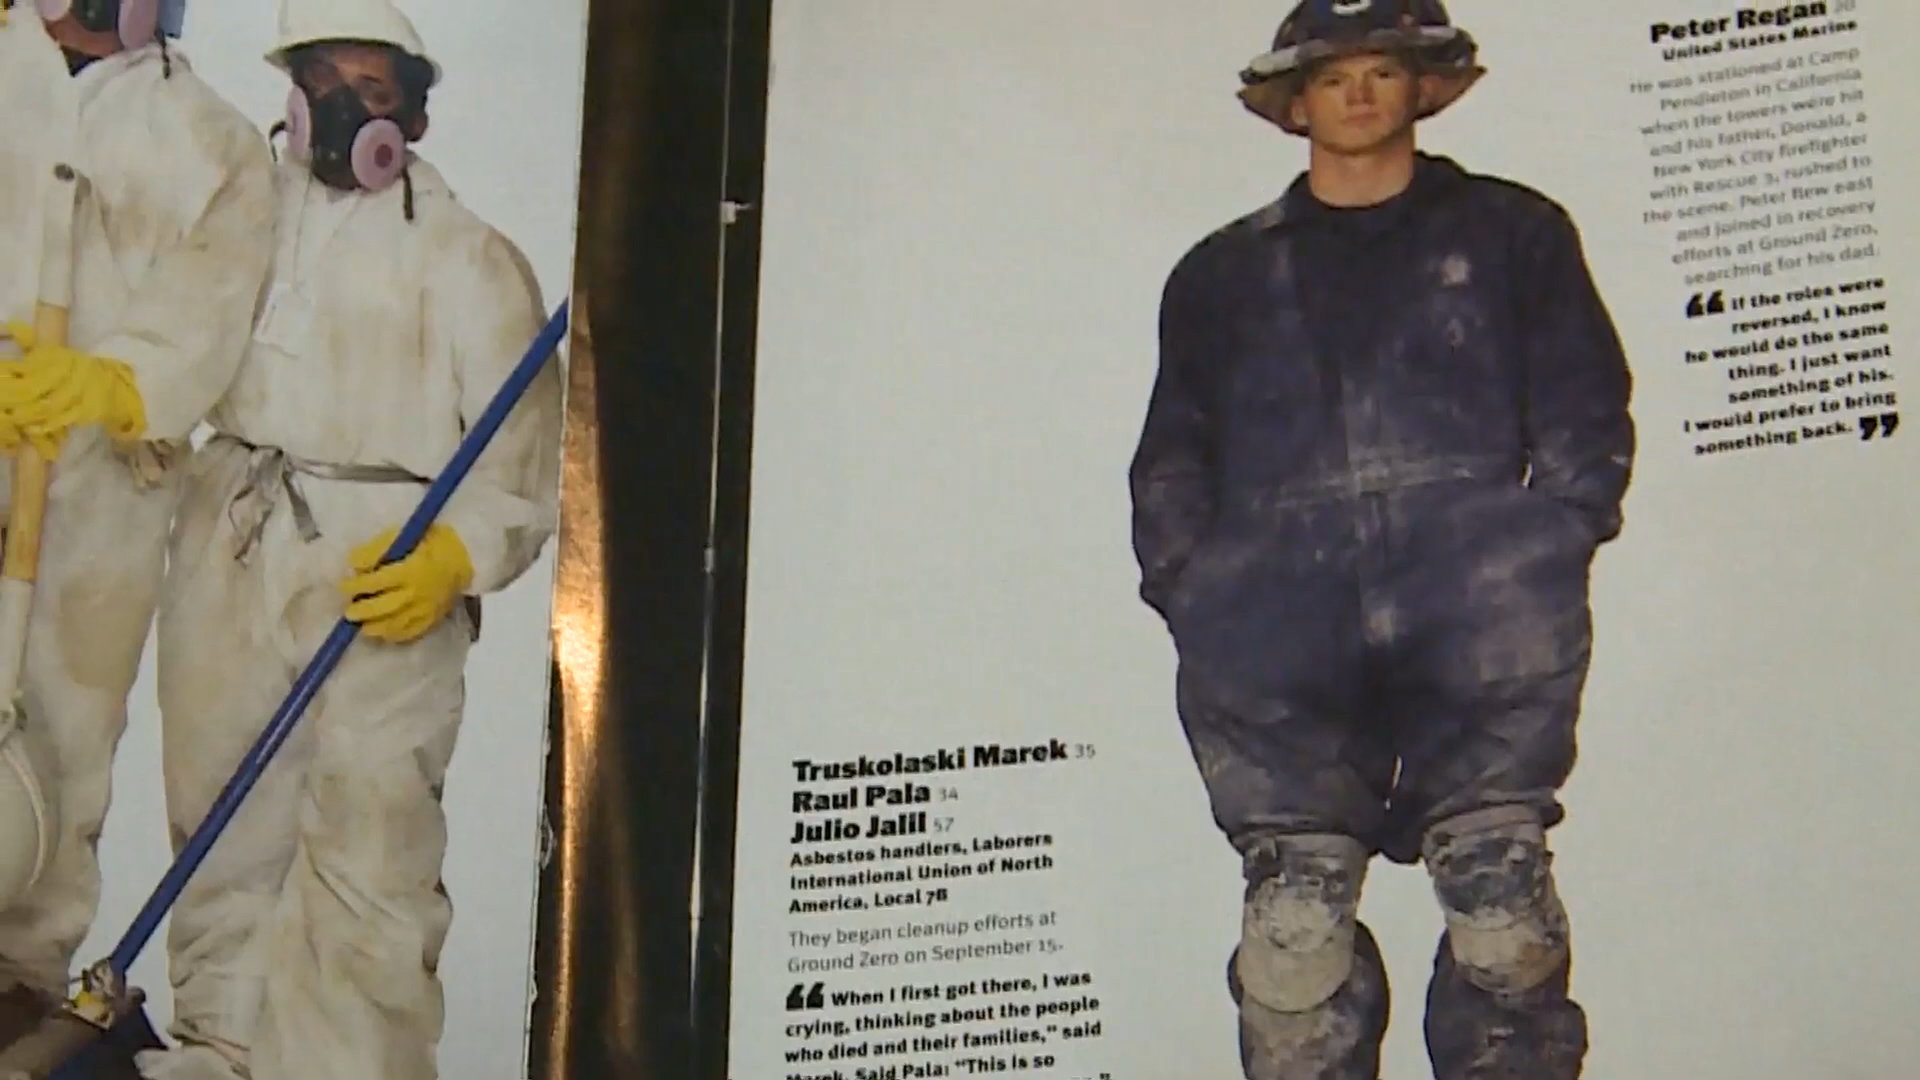 Truskolaski Marek 35
Raul Pala 34
Julio Jalil 57
Asbestos handlers, Laborers
International Union of North
America, Local 78
They began cleanup efforts at
Ground Zero on September 15.
“ When I first got there, I was
crying, thinking about the people
who died and their families,” said
Marek. Said Pala: “This is so
Peter Regan 20
United States Marine
He was stationed at Camp
Pendleton in California
when the towers were hit
and his father, Donald, a
New York City firefighter
with Rescue 3, rushed to
the scene. Peter flew east
and joined in recovery
efforts at Ground Zero,
searching for his dad.
“ If the roles were
reversed, I know
he would do the same
thing. I just want
something of his.
I would prefer to bring
something back. ”